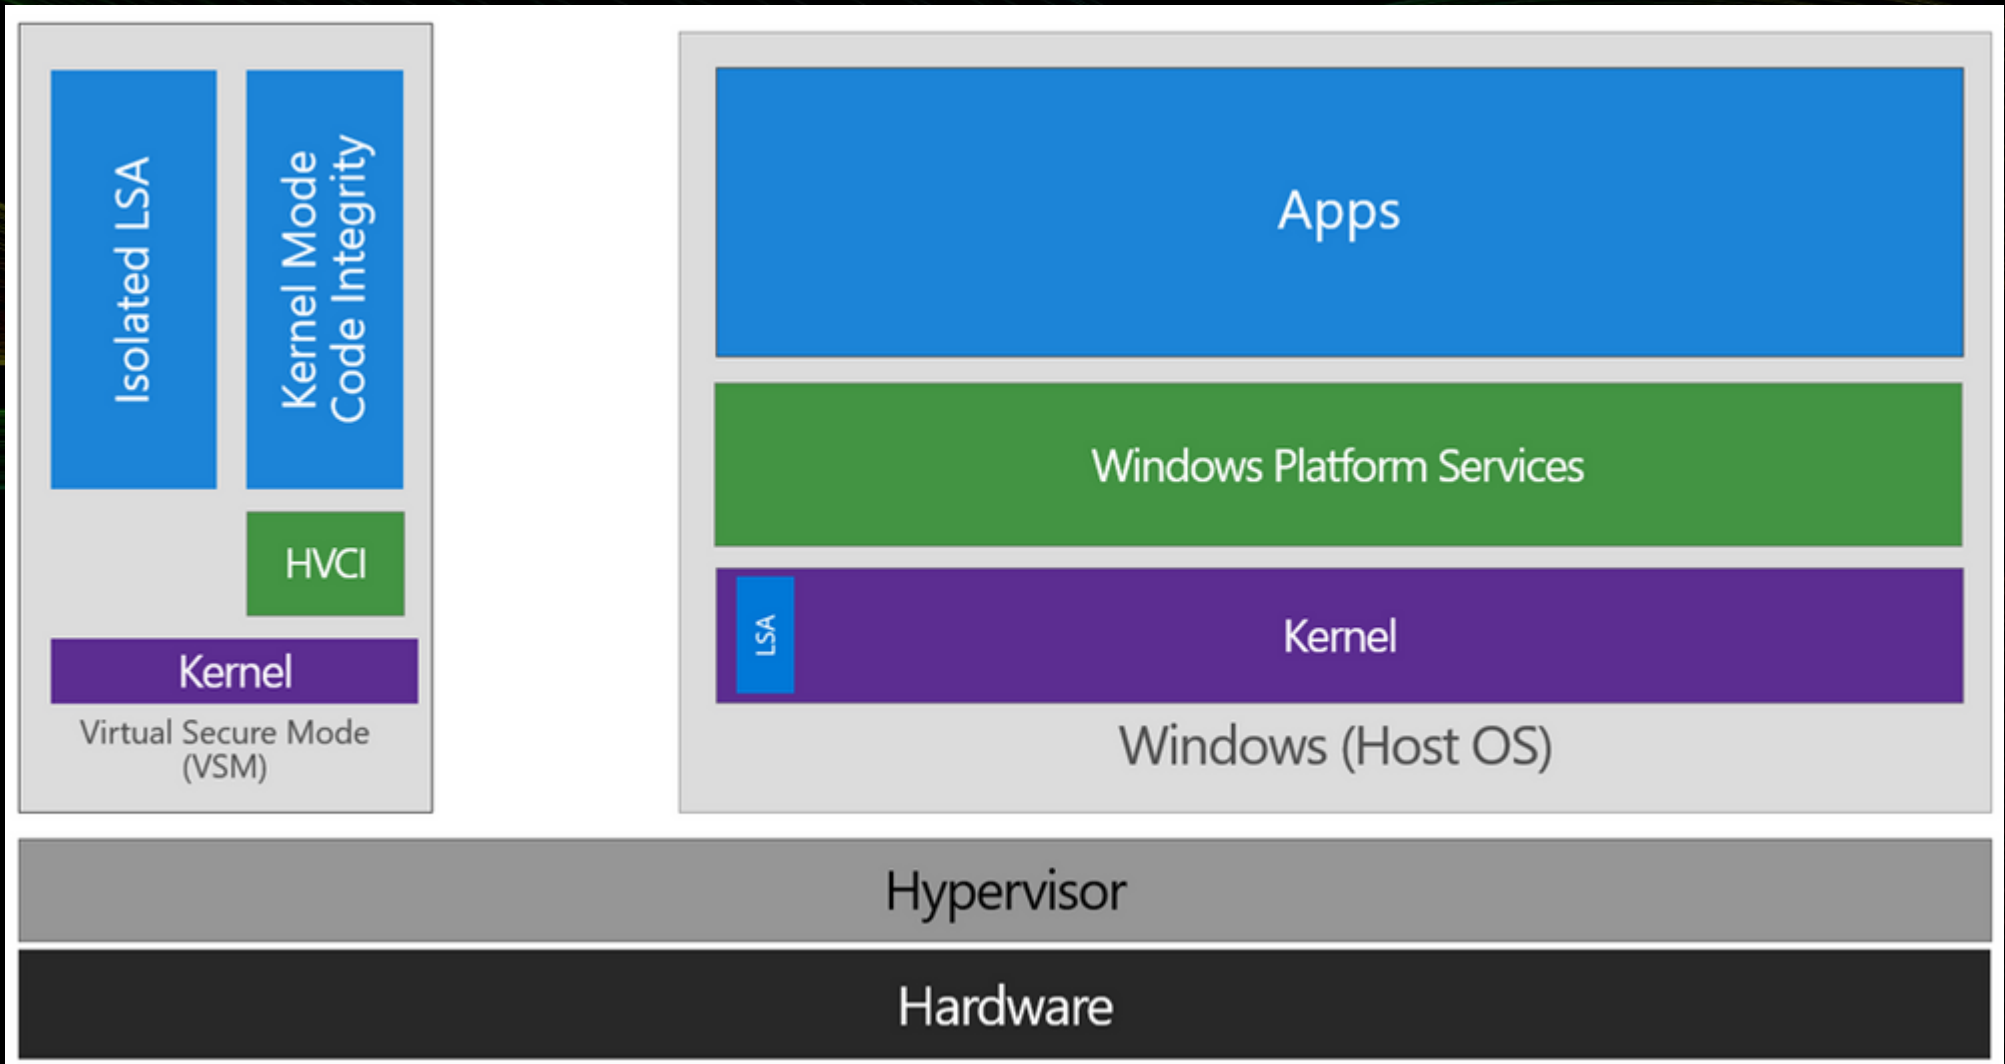 Isolated LSA
Kernel Mode
Code Integrity
HVCI
Kernel
Virtual Secure Mode
(VSM)
Apps
Windows Platform Services
LSA
Kernel
Windows (Host OS)
Hypervisor
Hardware